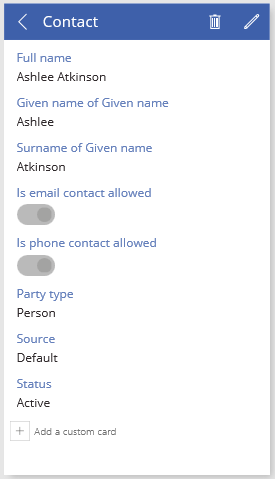 Contact
Full name
Ashlee Atkinson
Given name of Given name
Ashlee
Surname of Given name
Atkinson
Is email contact allowed
Is phone contact allowed
Party type
Person
Source
Default
Status
Active
Add a custom card